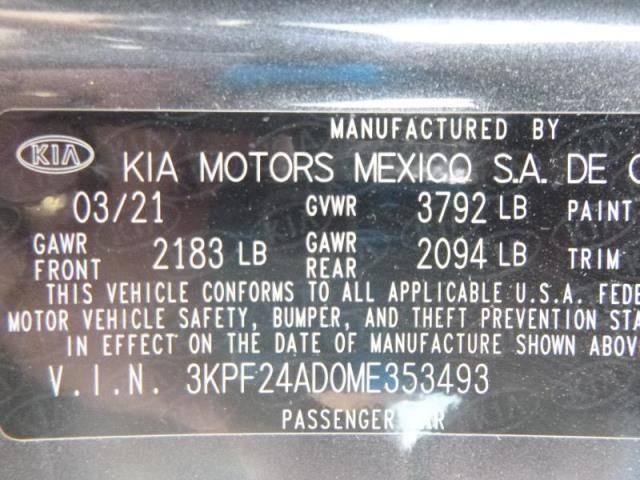 MANUFACTURED BY
KIA KIA MOTORS MEXICO S.A. DE C
03/21 GVWR 3792 LB PAINT
GAWR FRONT 2183 LB GAWR REAR 2094 LB TRIM
THIS VEHICLE CONFORMS TO ALL APPLICABLE U.S.A. FEDE
MOTOR VEHICLE SAFETY, BUMPER, AND THEFT PREVENTION STA
IN EFFECT ON THE DATE OF MANUFACTURE SHOWN ABOV
V.I.N. 3KPF24AD0ME353493
PASSENGER CAR